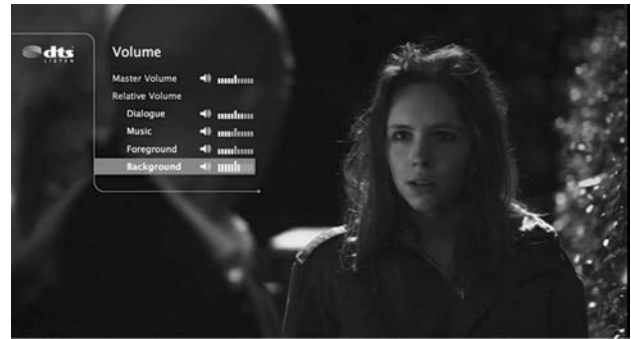 dts
LISTEN
Volume
Master Volume
Relative Volume
Dialogue
Music
Foreground
Background